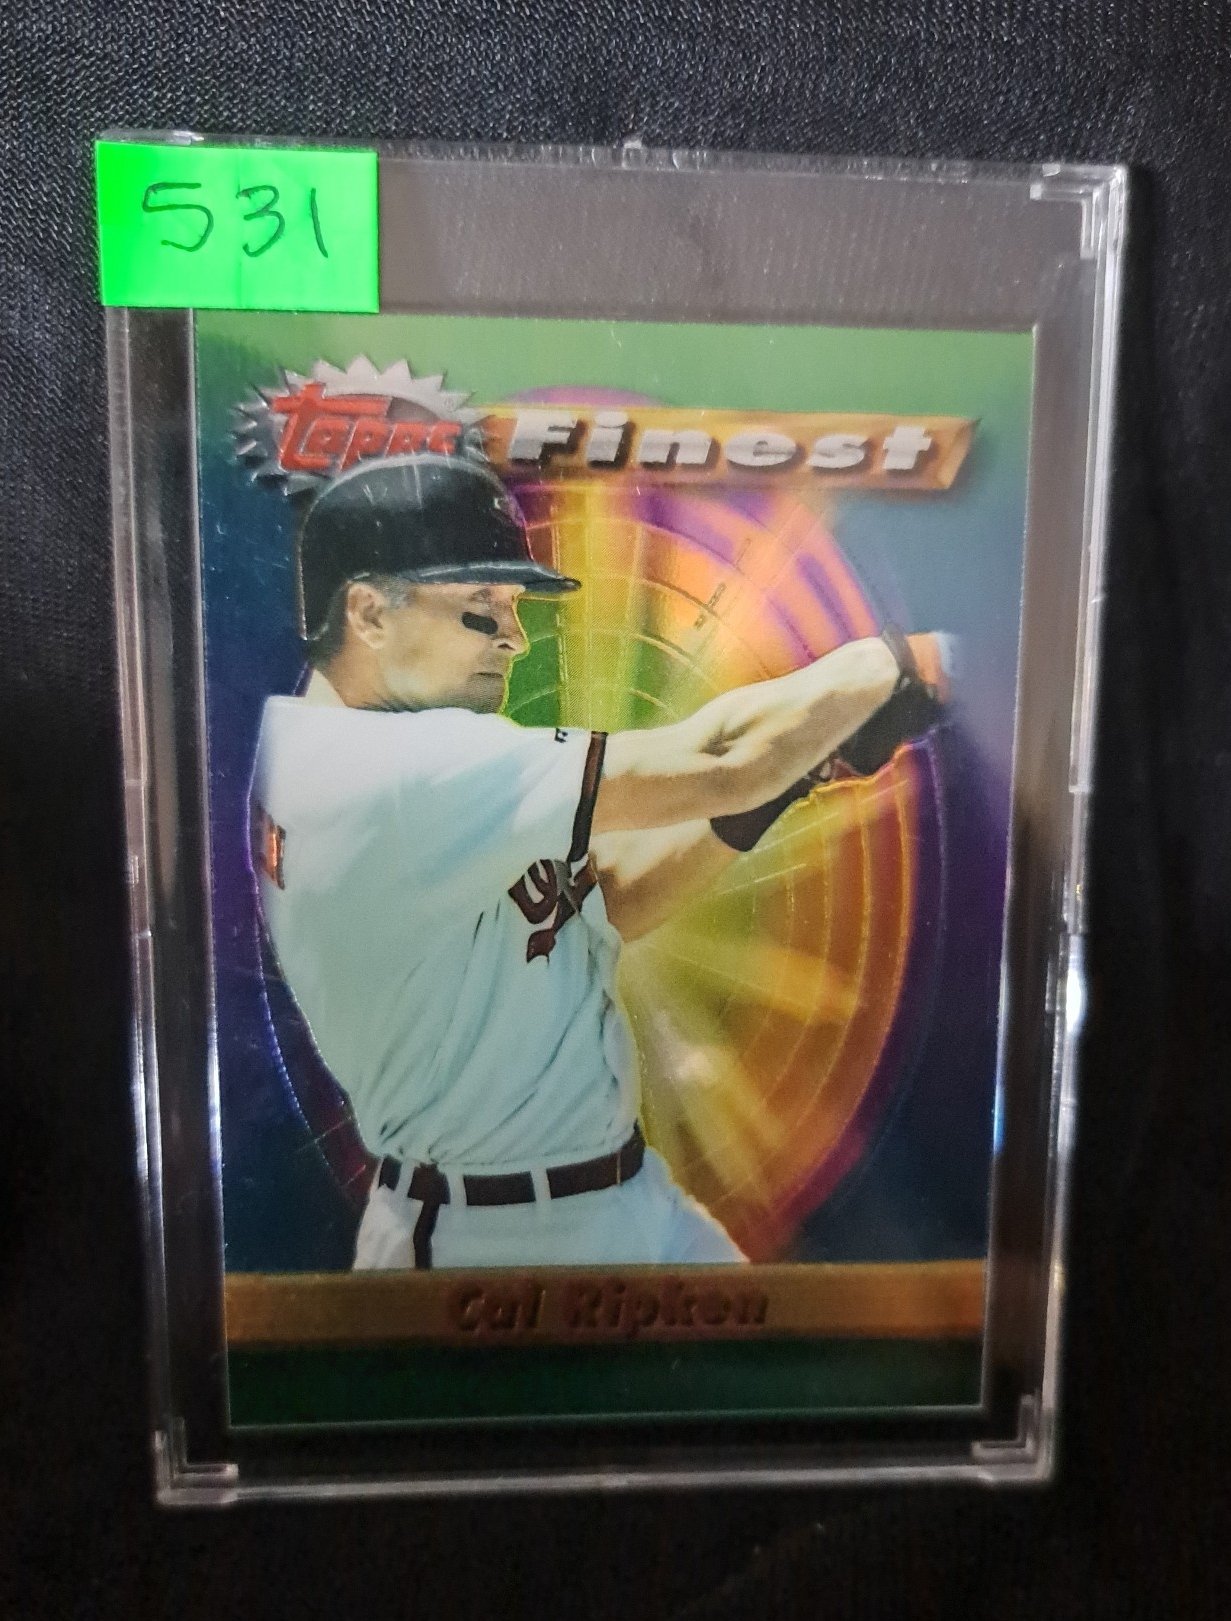 531
Topps Finest
Cal Ripken